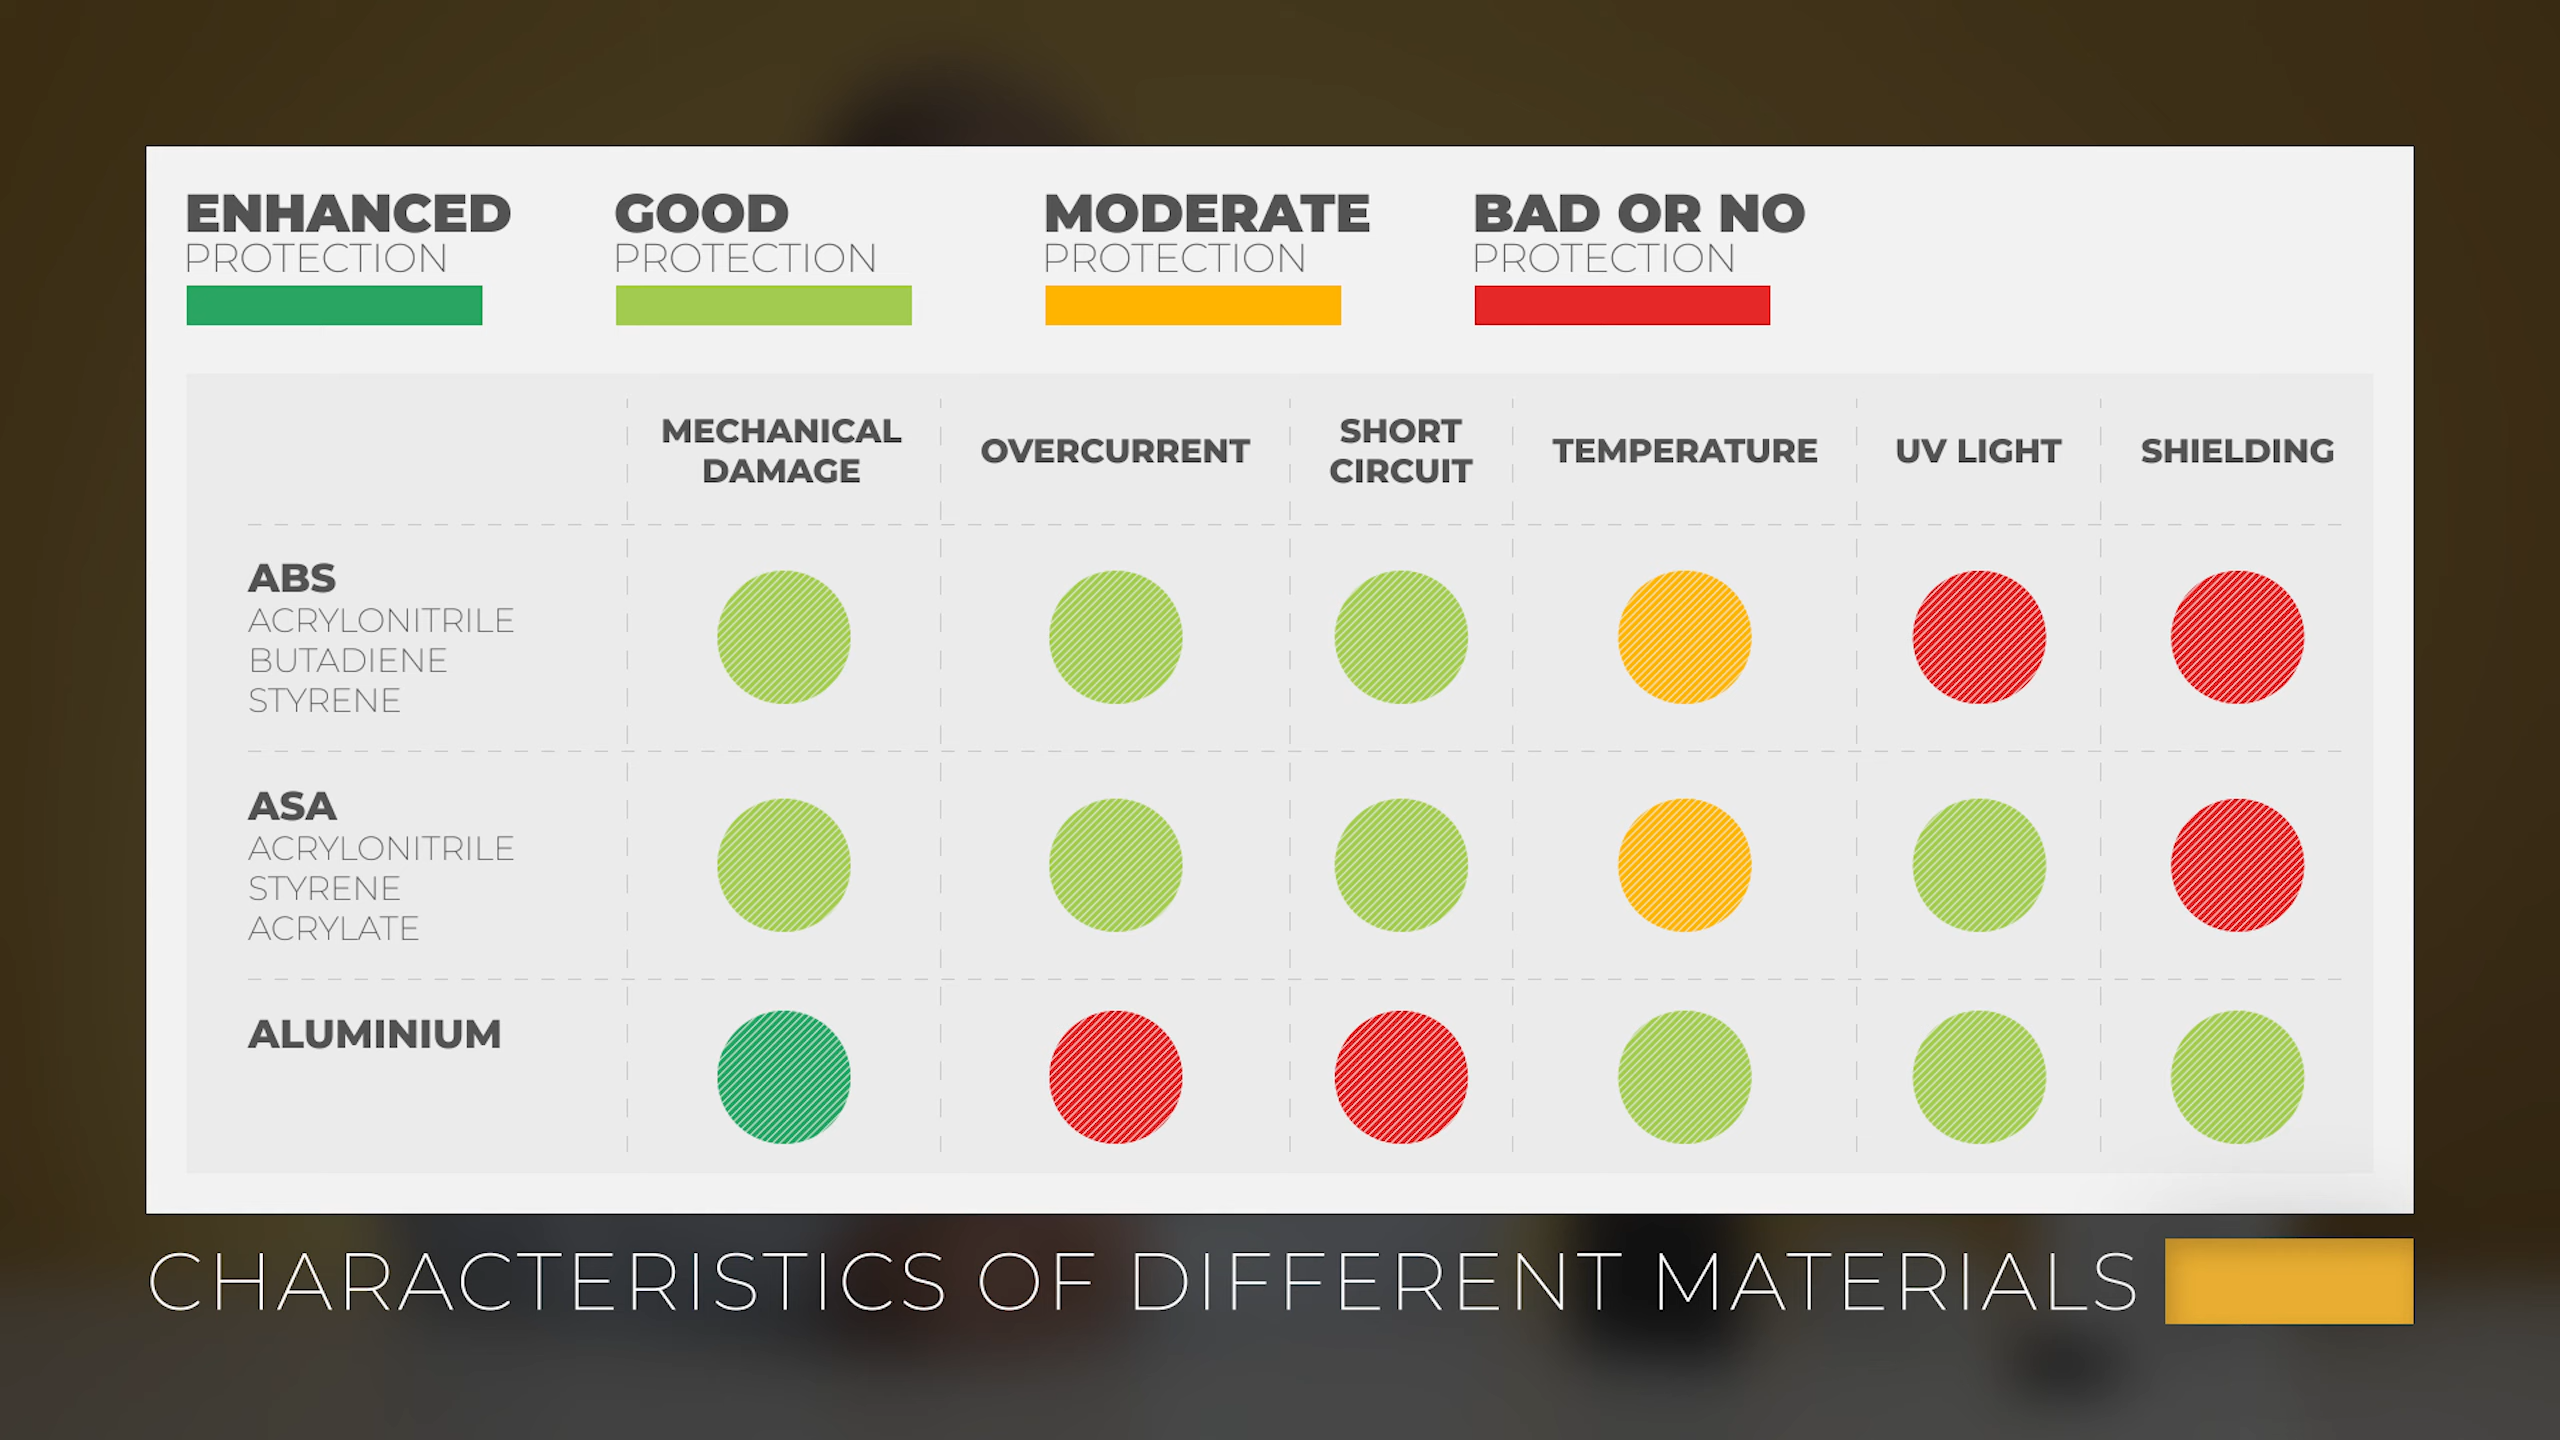 ENHANCED
PROTECTION
GOOD
PROTECTION
MODERATE
PROTECTION
BAD OR NO
PROTECTION
MECHANICAL
DAMAGE
OVERCURRENT
SHORT
CIRCUIT
TEMPERATURE
UV LIGHT
SHIELDING
ABS
ACRYLONITRILE
BUTADIENE
STYRENE
ASA
ACRYLONITRILE
STYRENE
ACRYLATE
ALUMINIUM
CHARACTERISTICS OF DIFFERENT MATERIALS